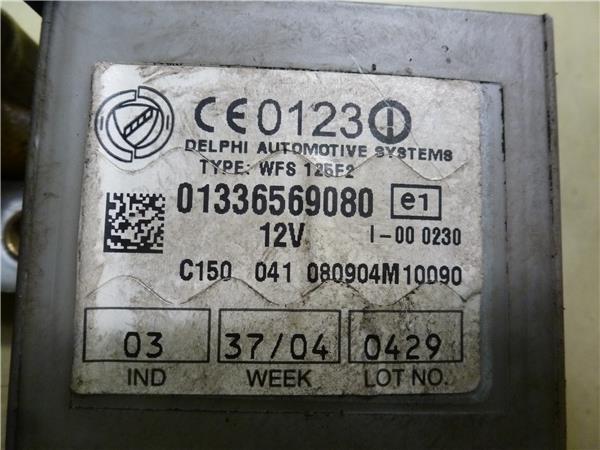 CE0123
DELPHI AUTOMOTIVE SYSTEMS
TYPE: WFS 125F2
01336569080 e1
12V I-00 0230
C150 041 080904M10090
03 37/04 0429
IND WEEK LOT NO.